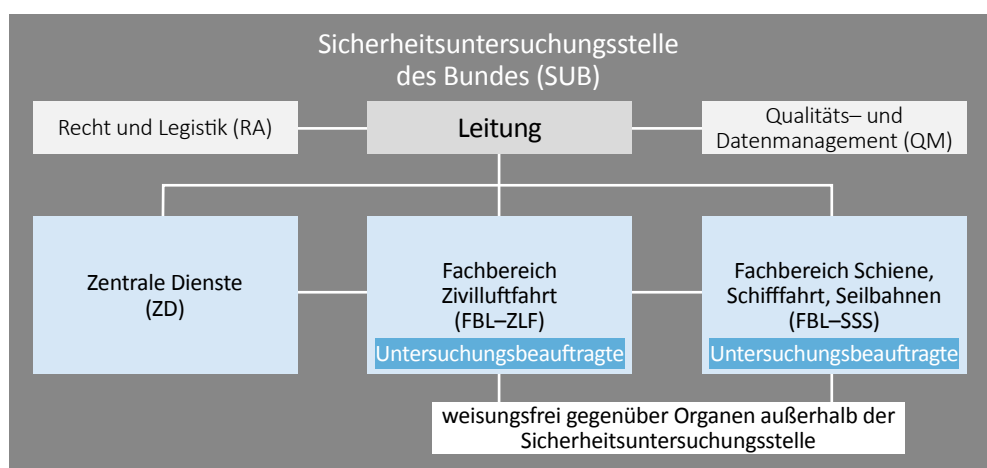 Sicherheitsuntersuchungsstelle
des Bundes (SUB)
Recht und Legistik (RA)
Leitung
Qualitäts– und
Datenmanagement (QM)
Zentrale Dienste
(ZD)
Fachbereich
Zivilluftfahrt
(FBL–ZLF)
Untersuchungsbeauftragte
Fachbereich Schiene,
Schifffahrt, Seilbahnen
(FBL–SSS)
Untersuchungsbeauftragte
weisungsfrei gegenüber Organen außerhalb der
Sicherheitsuntersuchungsstelle